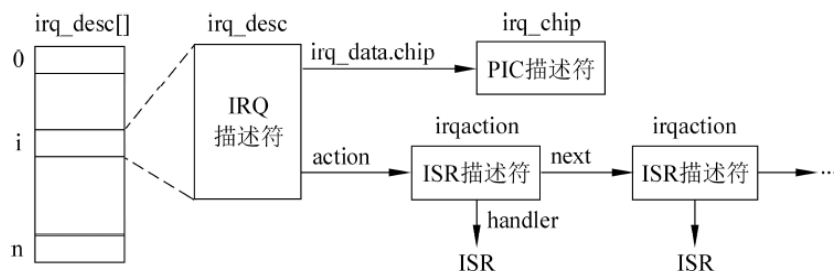 irq_desc[]
irq_desc
irq_chip
0
irq_data.chip
PIC描述符
IRQ
描述符
i
irqaction
irqaction
action
ISR描述符
next
ISR描述符
...
handler
n
ISR
ISR